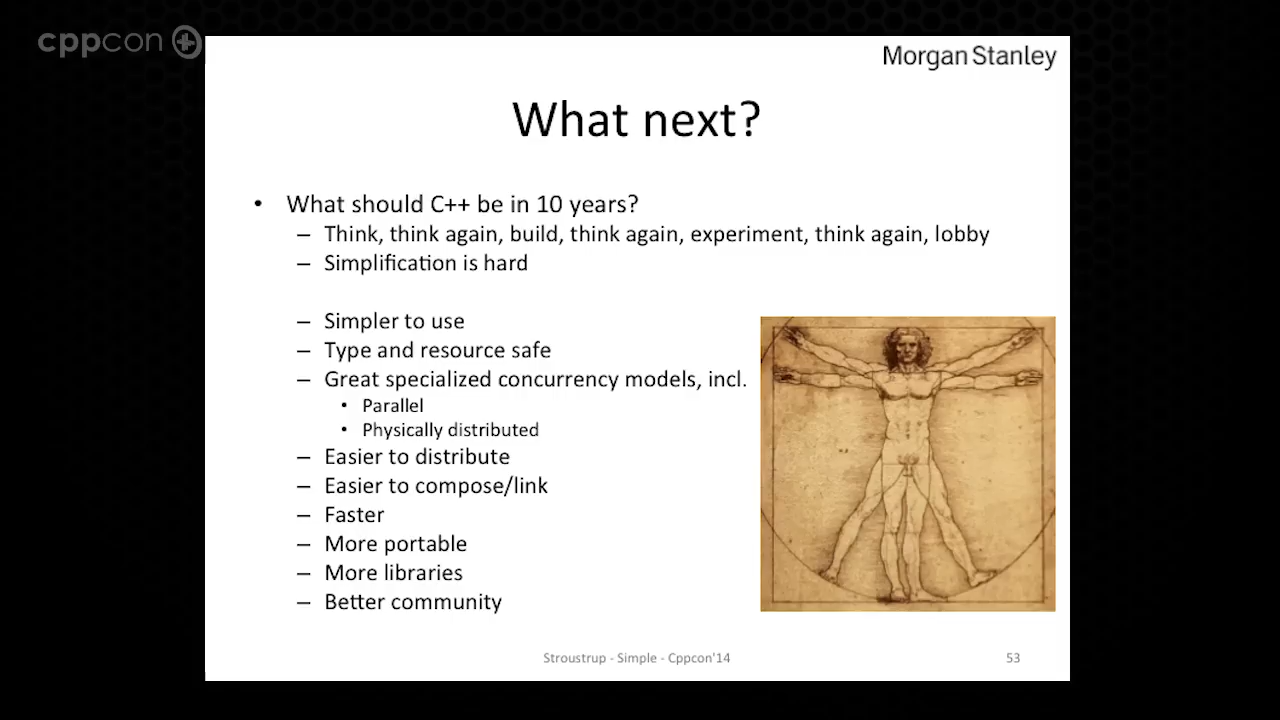 cppcon
Morgan Stanley
What next?
• What should C++ be in 10 years?
– Think, think again, build, think again, experiment, think again, lobby
– Simplification is hard
– Simpler to use
– Type and resource safe
– Great specialized concurrency models, incl.
• Parallel
• Physically distributed
– Easier to distribute
– Easier to compose/link
– Faster
– More portable
– More libraries
– Better community
Stroustrup - Simple - Cppcon'14
53